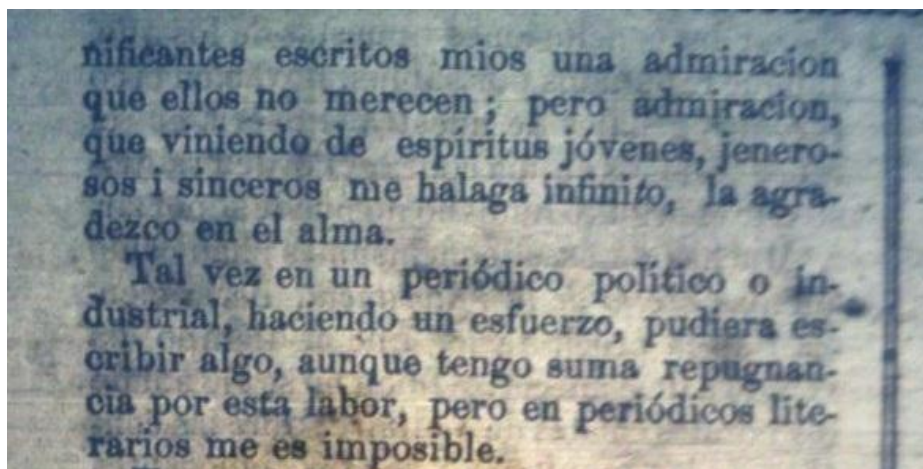 nificantes escritos mios una admiracion
que ellos no merecen; pero admiracion,
que viniendo de espíritus jóvenes, jenero-
sos i sinceros me halaga infinito, la agra-
dezco en el alma.
Tal vez en un periódico político o in-
dustrial, haciendo un esfuerzo, pudiera es-
cribir algo, aunque tengo suma repugnan-
cia por esta labor, pero en periódicos lite-
rarios me es imposible.